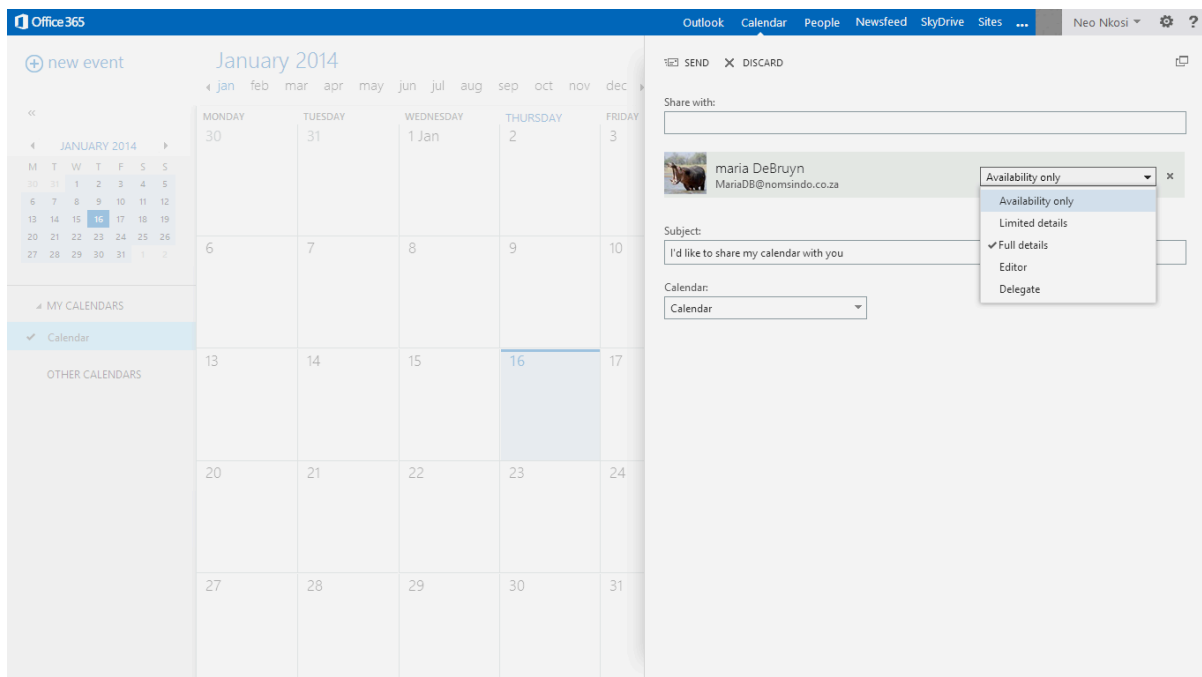 Office 365
Outlook Calendar People Newsfeed SkyDrive Sites ... Neo Nkosi ?
new event
«
JANUARY 2014
M T W T F S S
30 31 1 2 3 4 5
6 7 8 9 10 11 12
13 14 15 16 17 18 19
20 21 22 23 24 25 26
27 28 29 30 31 1 2
MY CALENDARS
Calendar
OTHER CALENDARS
January 2014
jan feb mar apr may jun jul aug sep oct nov dec
MONDAY TUESDAY WEDNESDAY THURSDAY FRIDAY
30 31 1 Jan 2 3
6 7 8 9 10
13 14 15 16 17
20 21 22 23 24
27 28 29 30 31
SEND DISCARD
Share with:
maria DeBruyn
MariaDB@nomsindo.co.za
Availability only
Availability only
Limited details
Full details
Editor
Delegate
Subject:
I'd like to share my calendar with you
Calendar:
Calendar